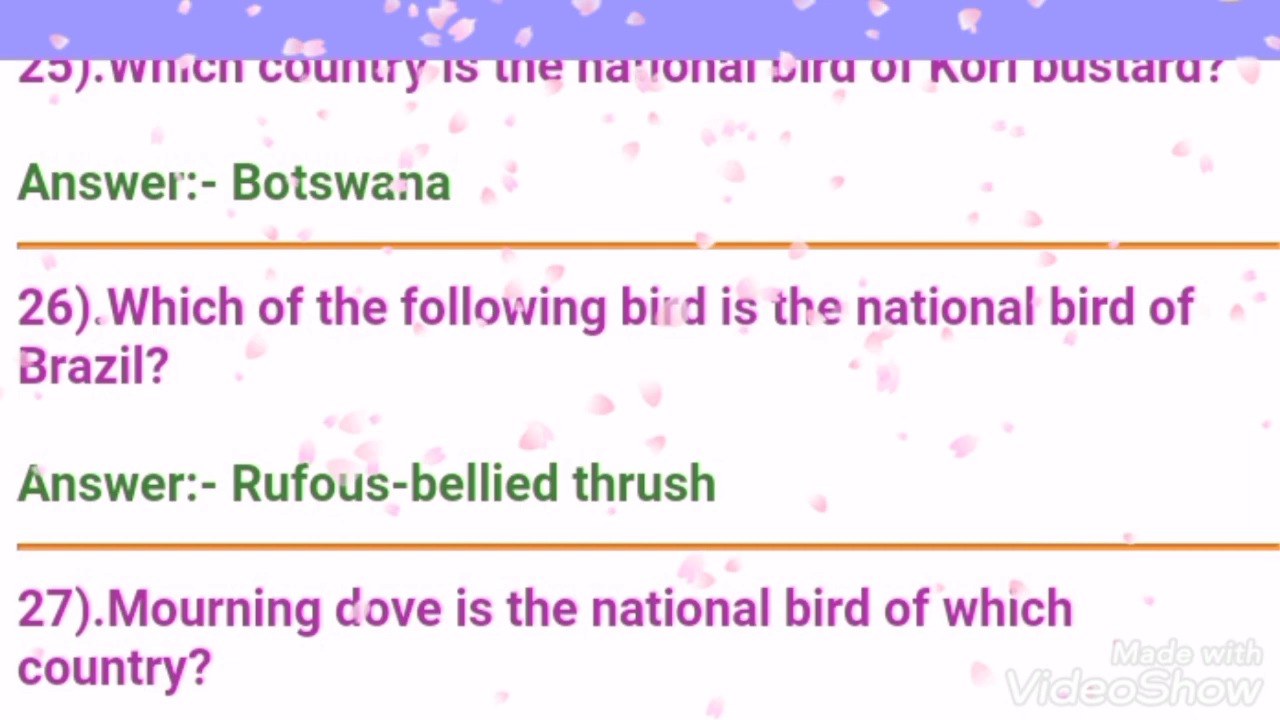 25).Which country is the national bird of Kori bustard?
Answer:- Botswana
26).Which of the following bird is the national bird of
Brazil?
Answer:- Rufous-bellied thrush
27).Mourning dove is the national bird of which
country?
Made with
VideoShow